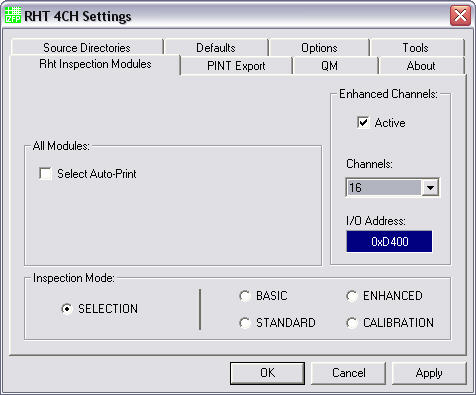 ZFP
RHT 4CH Settings
Source Directories
Defaults
Options
Tools
Rht Inspection Modules
PINT Export
QM
About
Enhanced Channels:
Active
All Modules:
Select Auto-Print
Channels:
16
I/O Address:
0xD400
Inspection Mode:
SELECTION
BASIC
ENHANCED
STANDARD
CALIBRATION
OK
Cancel
Apply